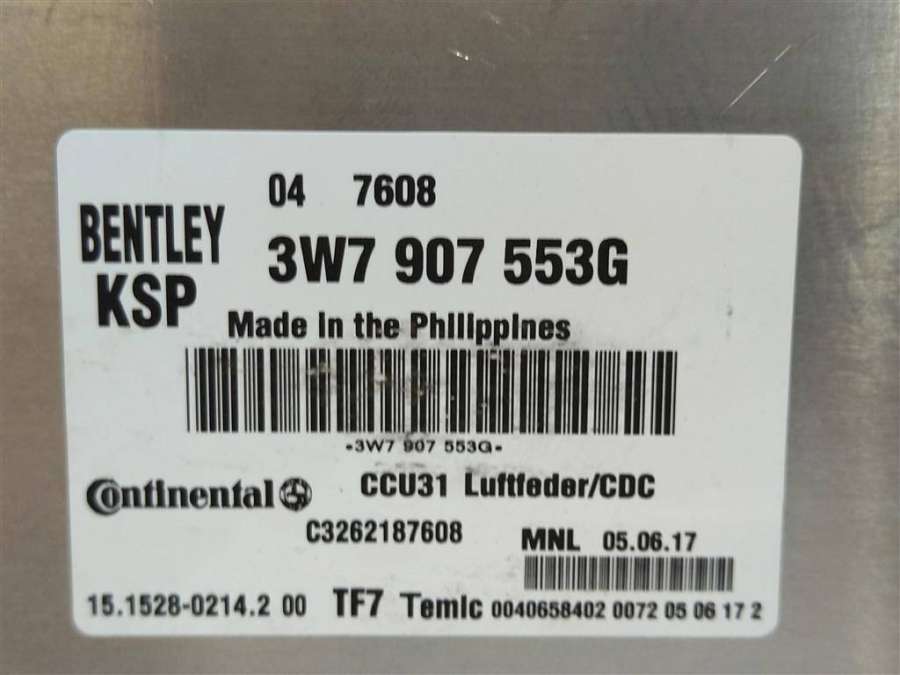 04 7608
BENTLEY
KSP
3W7 907 553G
Made in the Philippines
-3W7 907 553G-
Continental
CCU31 Luftfeder/CDC
C3262187608
MNL 05.06.17
15.1528-0214.2 00 TF7 Temic 0040658402 0072 05 06 17 2